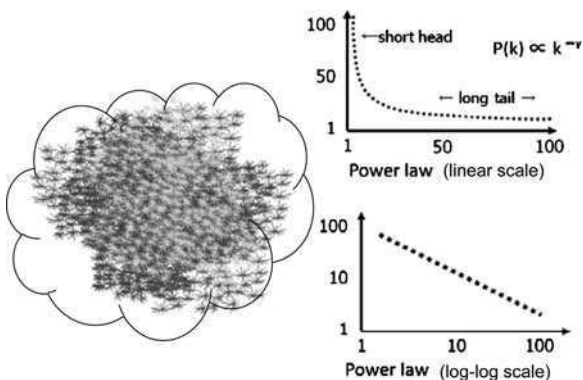 100
←short head
P(k) ∝ k⁻ʳ
50
← long tail →
1
1 50 100
Power law (linear scale)
100
10
1
1 10 100
Power law (log-log scale)